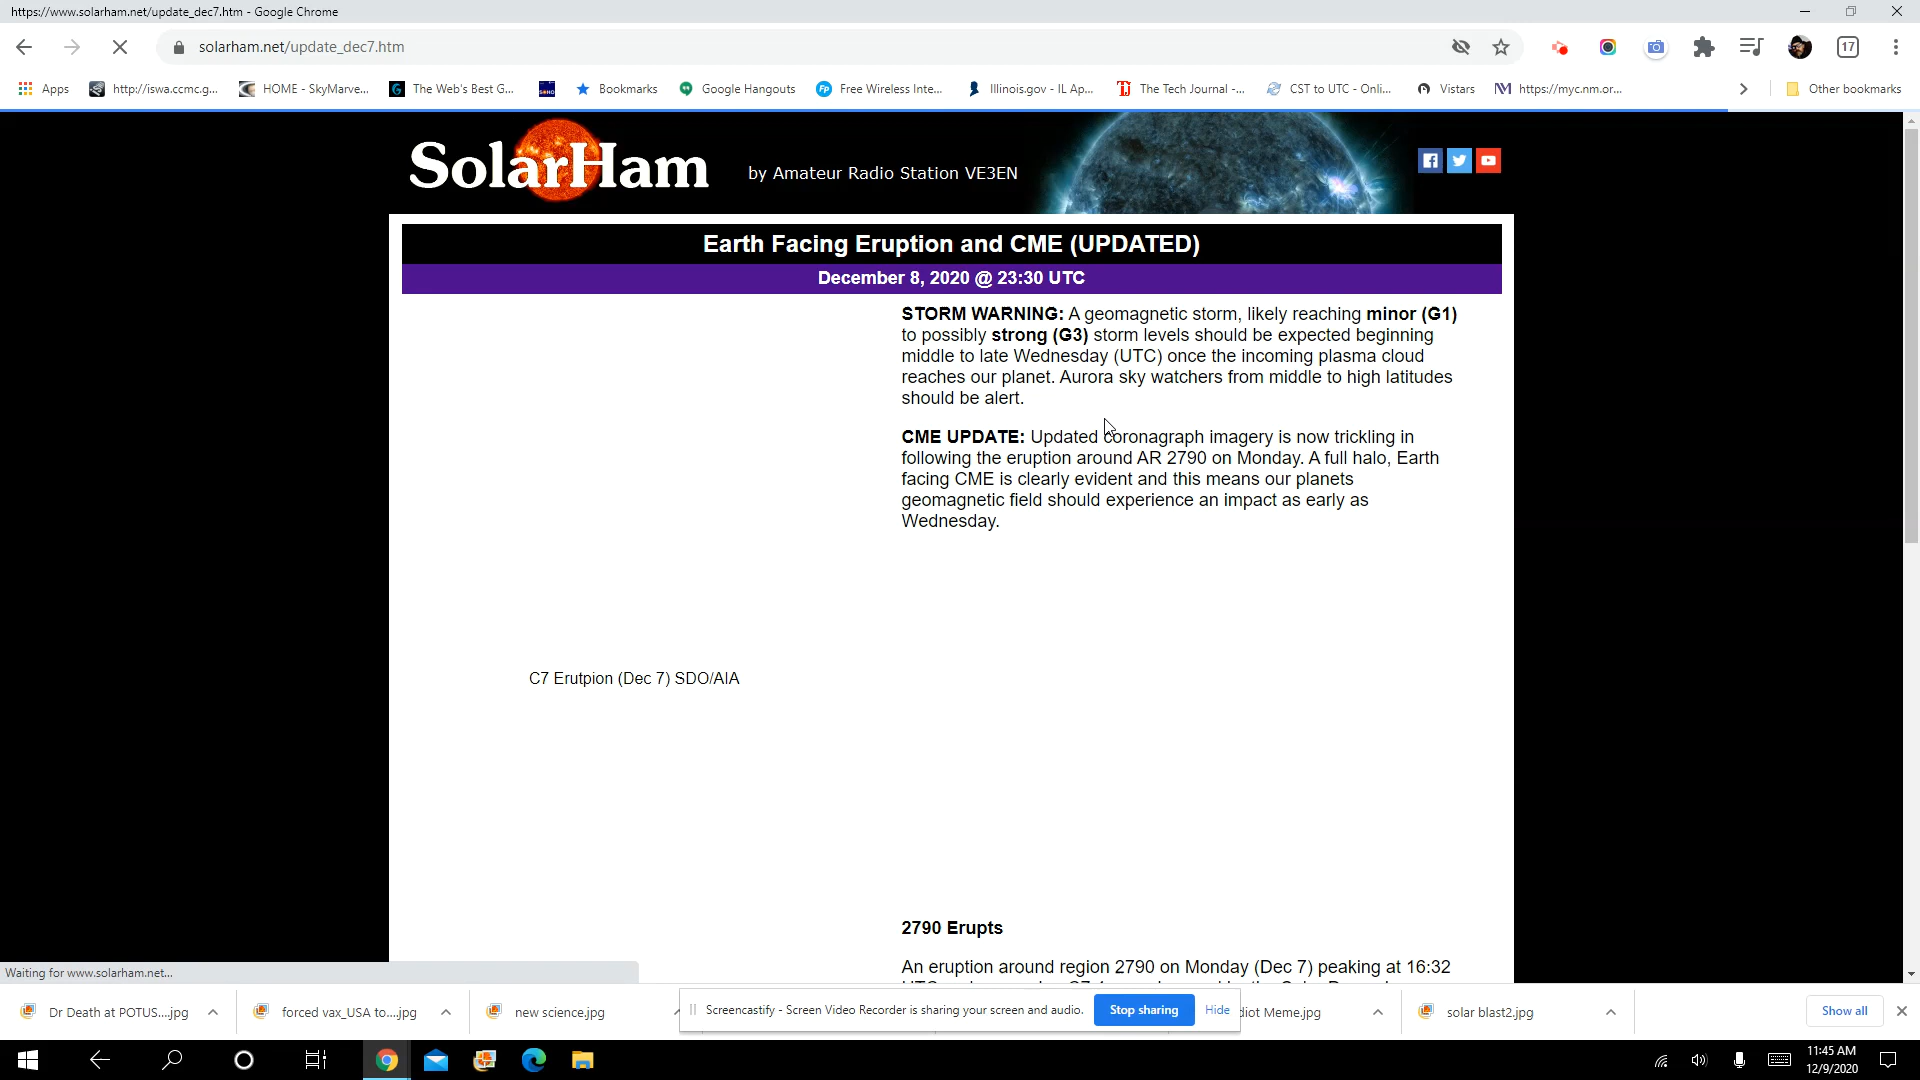 https://www.solarham.net/update_dec7.htm - Google Chrome
solarham.net/update_dec7.htm
17
Apps
http://iswa.ccmc.g...
HOME - SkyMarve...
The Web's Best G...
Bookmarks
Google Hangouts
Free Wireless Inte...
Illinois.gov - IL Ap...
The Tech Journal -...
CST to UTC - Onli...
Vistars
https://myc.nm.or...
Other bookmarks
SolarHam
by Amateur Radio Station VE3EN
Earth Facing Eruption and CME (UPDATED)
December 8, 2020 @ 23:30 UTC
STORM WARNING: A geomagnetic storm, likely reaching minor (G1)
to possibly strong (G3) storm levels should be expected beginning
middle to late Wednesday (UTC) once the incoming plasma cloud
reaches our planet. Aurora sky watchers from middle to high latitudes
should be alert.
CME UPDATE: Updated coronagraph imagery is now trickling in
following the eruption around AR 2790 on Monday. A full halo, Earth
facing CME is clearly evident and this means our planets
geomagnetic field should experience an impact as early as
Wednesday.
C7 Erutpion (Dec 7) SDO/AIA
2790 Erupts
An eruption around region 2790 on Monday (Dec 7) peaking at 16:32
Waiting for www.solarham.net...
Dr Death at POTUS....jpg
forced vax_USA to....jpg
new science.jpg
Screencastify - Screen Video Recorder is sharing your screen and audio.
Stop sharing
Hide
diot Meme.jpg
solar blast2.jpg
Show all
11:45 AM
12/9/2020